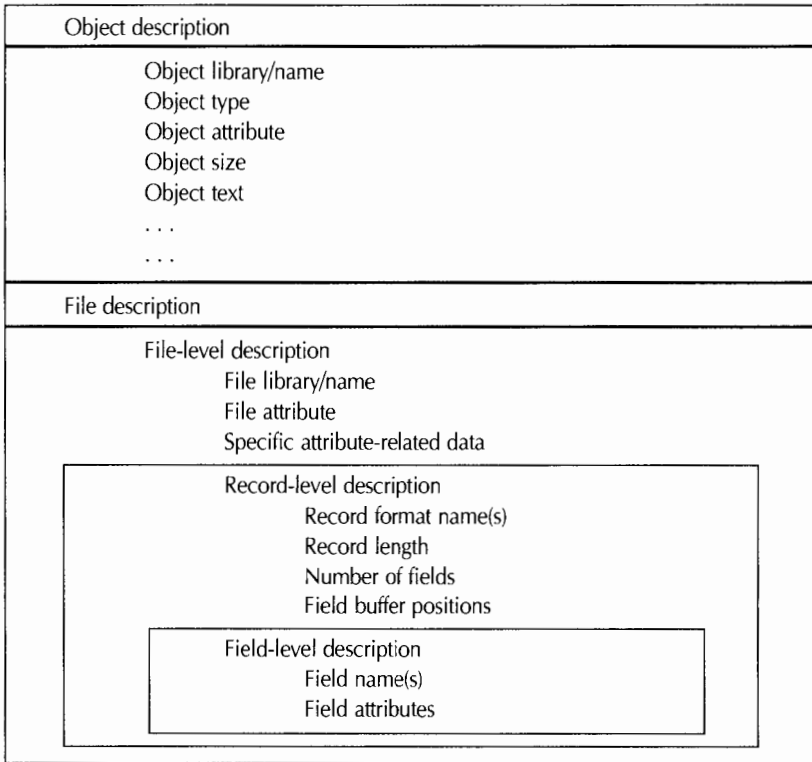 Object description
Object library/name
Object type
Object attribute
Object size
Object text
. . .
. . .
File description
File-level description
File library/name
File attribute
Specific attribute-related data
Record-level description
Record format name(s)
Record length
Number of fields
Field buffer positions
Field-level description
Field name(s)
Field attributes